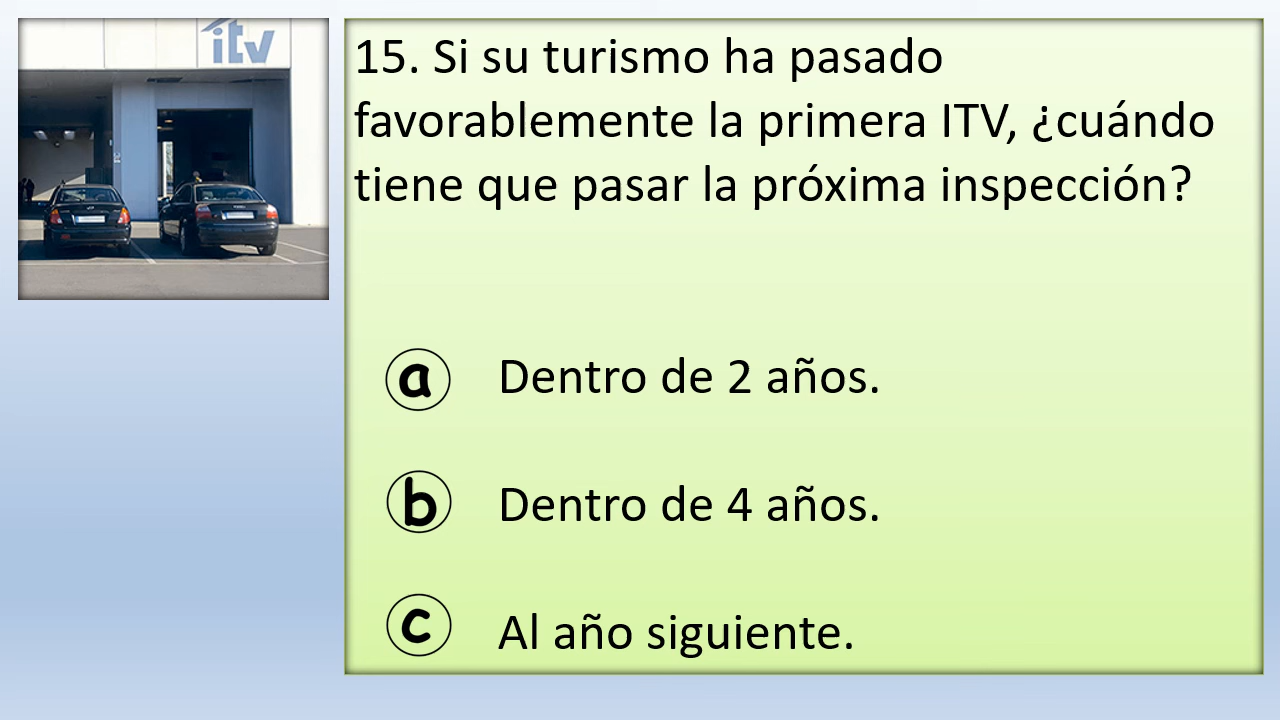 itv
15. Si su turismo ha pasado
favorablemente la primera ITV, ¿cuándo
tiene que pasar la próxima inspección?
a Dentro de 2 años.
b Dentro de 4 años.
c Al año siguiente.